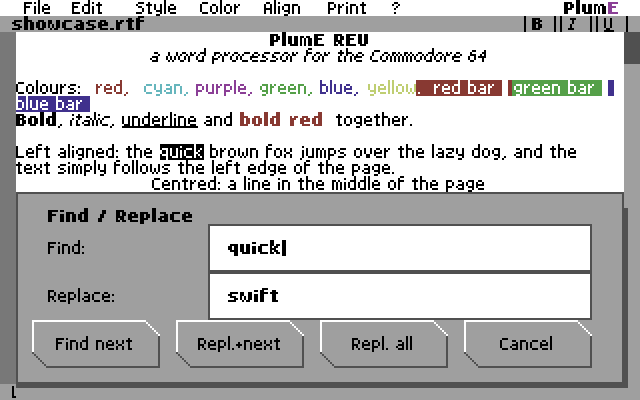 File Edit Style Color Align Print ? PlumE
showcase.rtf B I U
PlumE REU
a word processor for the Commodore 64
Colours: red, cyan, purple, green, blue, yellow. red bar green bar
blue bar
Bold, italic, underline and bold red together.
Left aligned: the quick brown fox jumps over the lazy dog, and the
text simply follows the left edge of the page.
Centred: a line in the middle of the page
Find / Replace
Find: quick
Replace: swift
Find next Repl.+next Repl. all Cancel
L